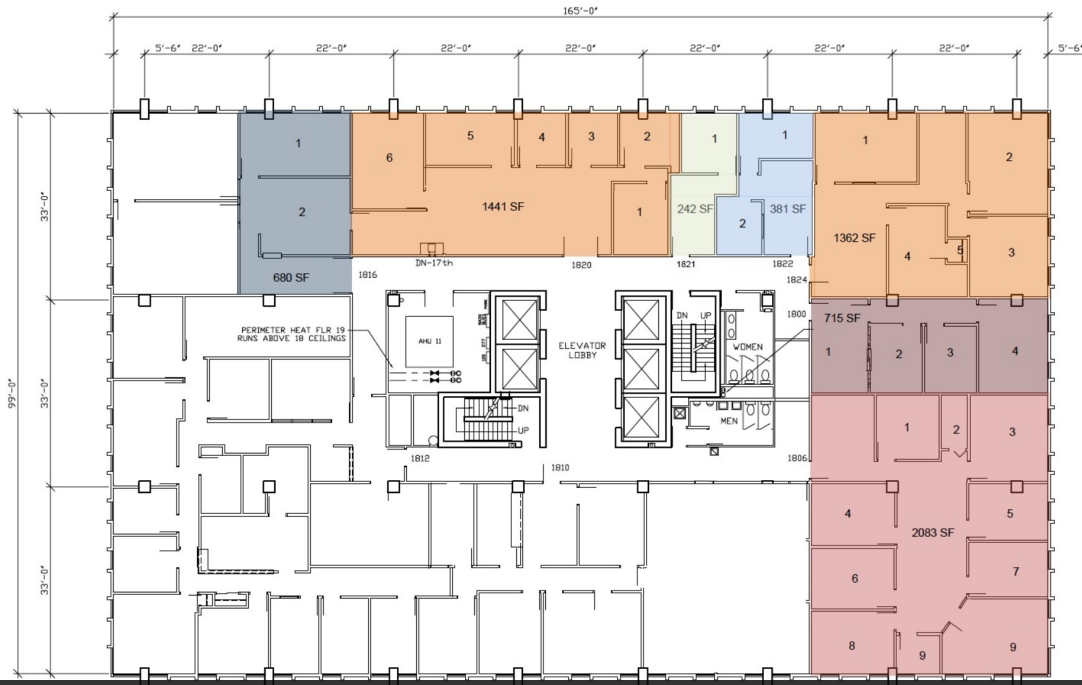 165'-0"
5'-6" 22'-0" 22'-0" 22'-0" 22'-0" 22'-0" 22'-0" 22'-0" 5'-6"
99'-0"
33'-0"
33'-0"
33'-0"
1
2
680 SF
1816
6
5
4
3
2
1
1441 SF
DN-17th
1820
1
242 SF
1821
1
2
381 SF
1822
1
2
3
4
5
1362 SF
1824
1800
715 SF
1
2
3
4
PERIMETER HEAT FLR 19
RUNS ABOVE 18 CEILINGS
AHU 11
ELEVATOR
LOBBY
DN UP
WOMEN
MEN
DN
UP
1812
1810
1806
1
2
3
4
5
2083 SF
6
7
8
9
9